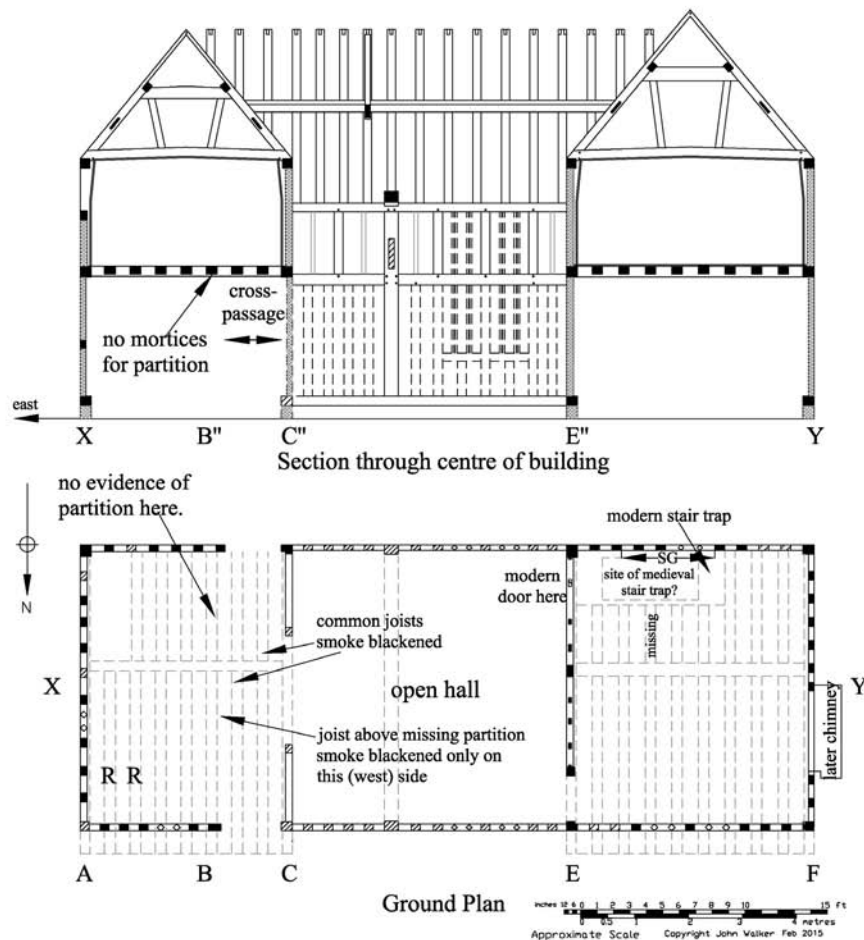 cross-
passage
no mortices
for partition
east
X
B"
C"
E"
Y
Section through centre of building
no evidence of
partition here.
modern stair trap
N
SG
site of medieval
stair trap?
modern
door here
common joists
smoke blackened
missing
X
open hall
Y
joist above missing partition
smoke blackened only on
this (west) side
later chimney
R R
A
B
C
E
F
Ground Plan
inches 12 6 0 1 2 3 4 5 6 7 8 9 10 15 ft
0 0.5 1 2 3 4 metres
Approximate Scale Copyright John Walker Feb 2015